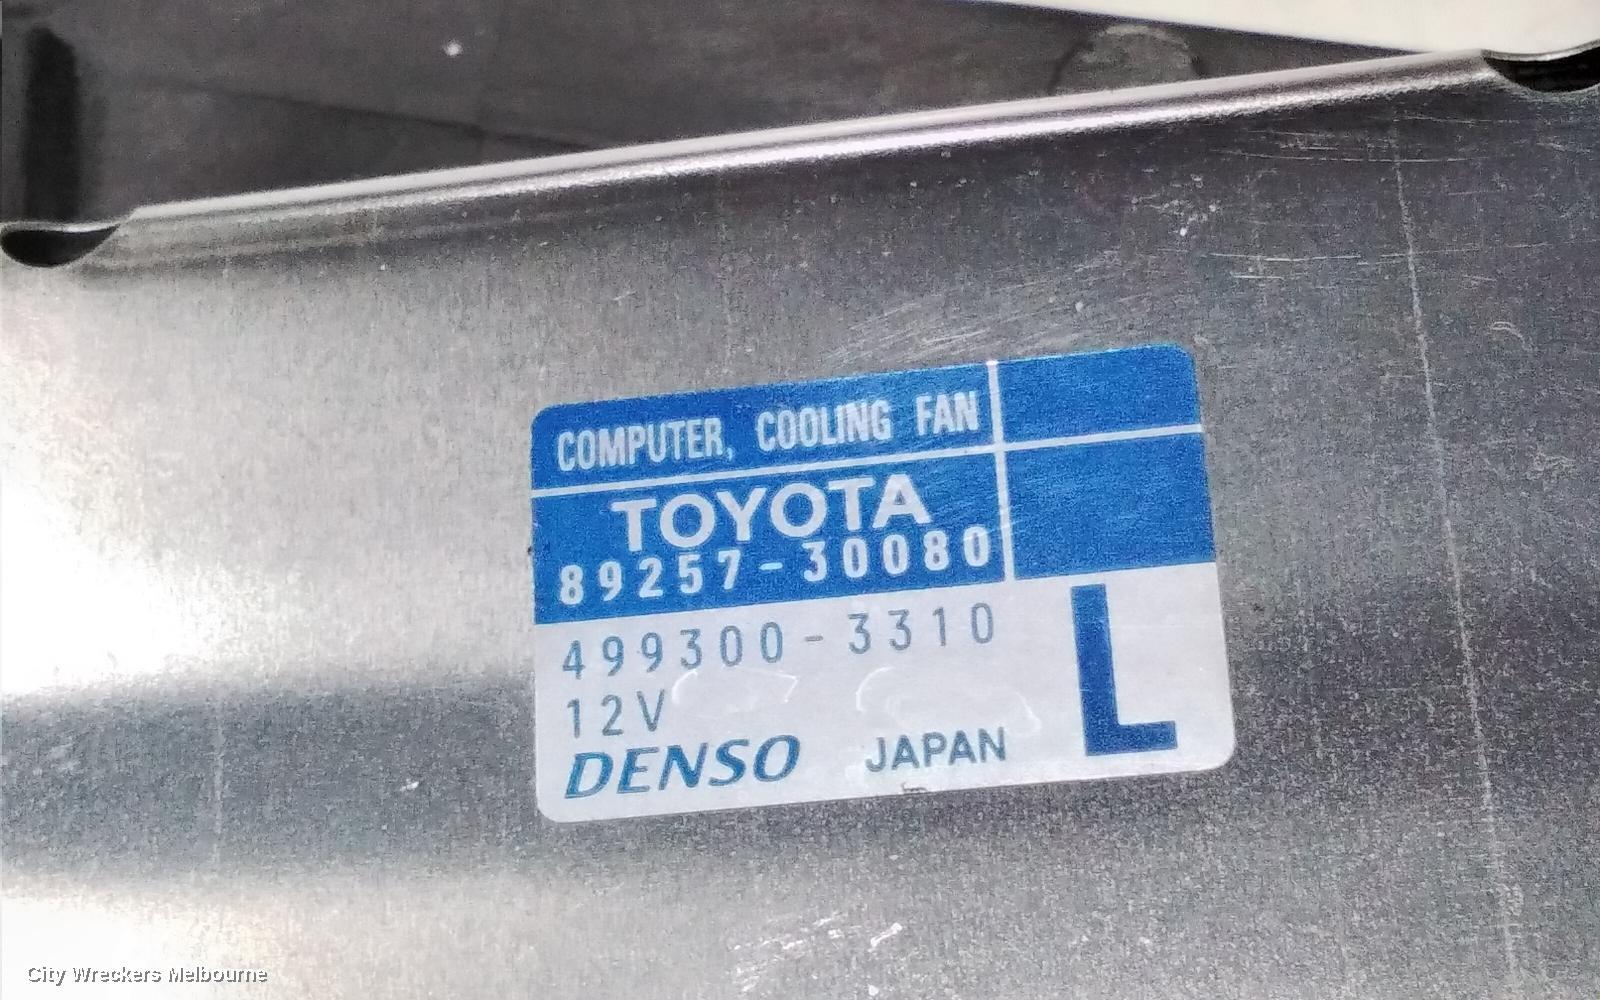 COMPUTER, COOLING FAN
TOYOTA
89257-30080
499300-3310
12V
DENSO JAPAN
L
City Wreckers Melbourne